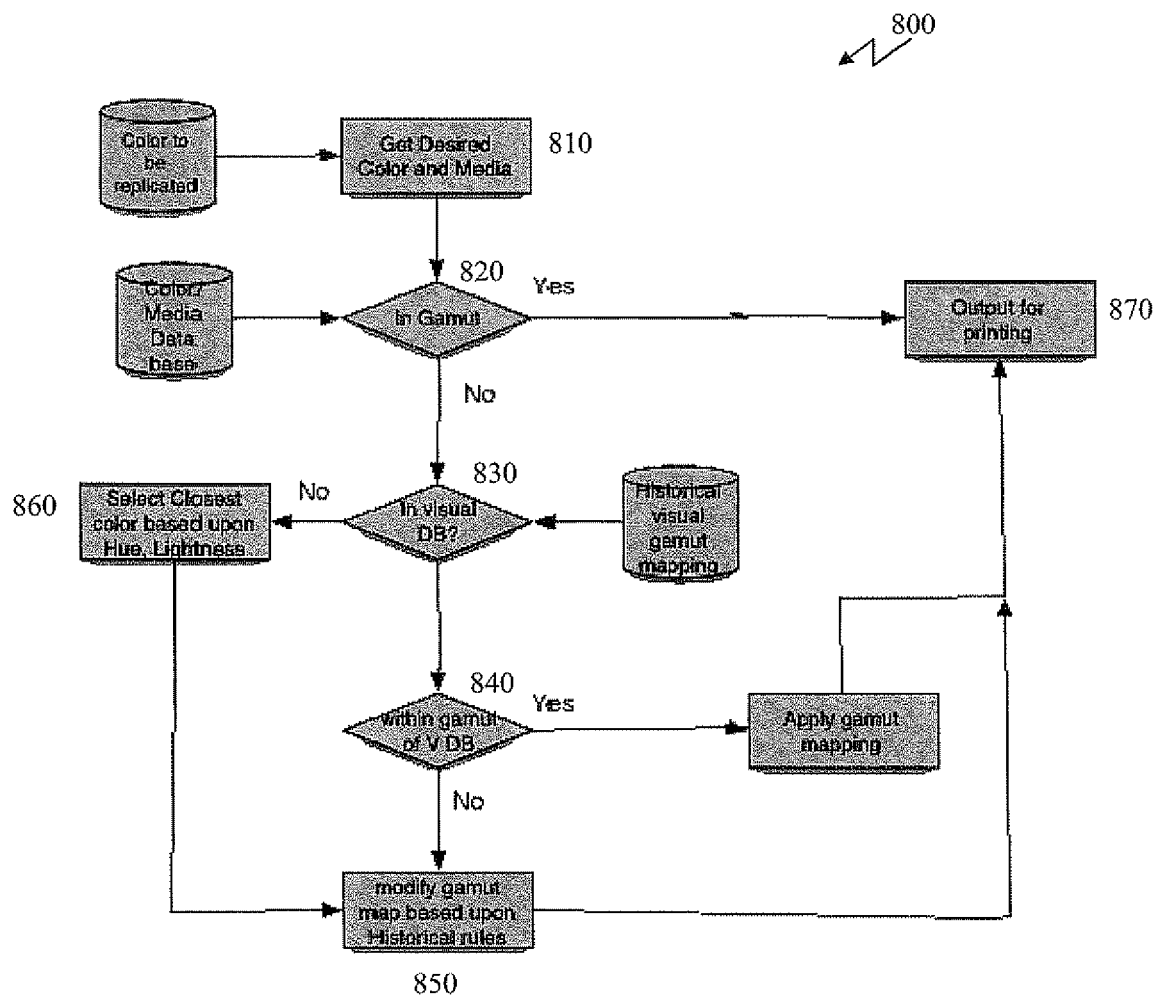 800
Color to
be
replicated
Get Desired
Color and Media
810
Color/
Media
Data
base
820
In Gamut
Yes
Output for
printing
870
No
860
Select Closest
color based upon
Hue, Lightness
No
830
In visual
DB?
Historical
visual
gamut
mapping
840
within gamut
of V DB
Yes
Apply gamut
mapping
No
modify gamut
map based upon
Historical rules
850